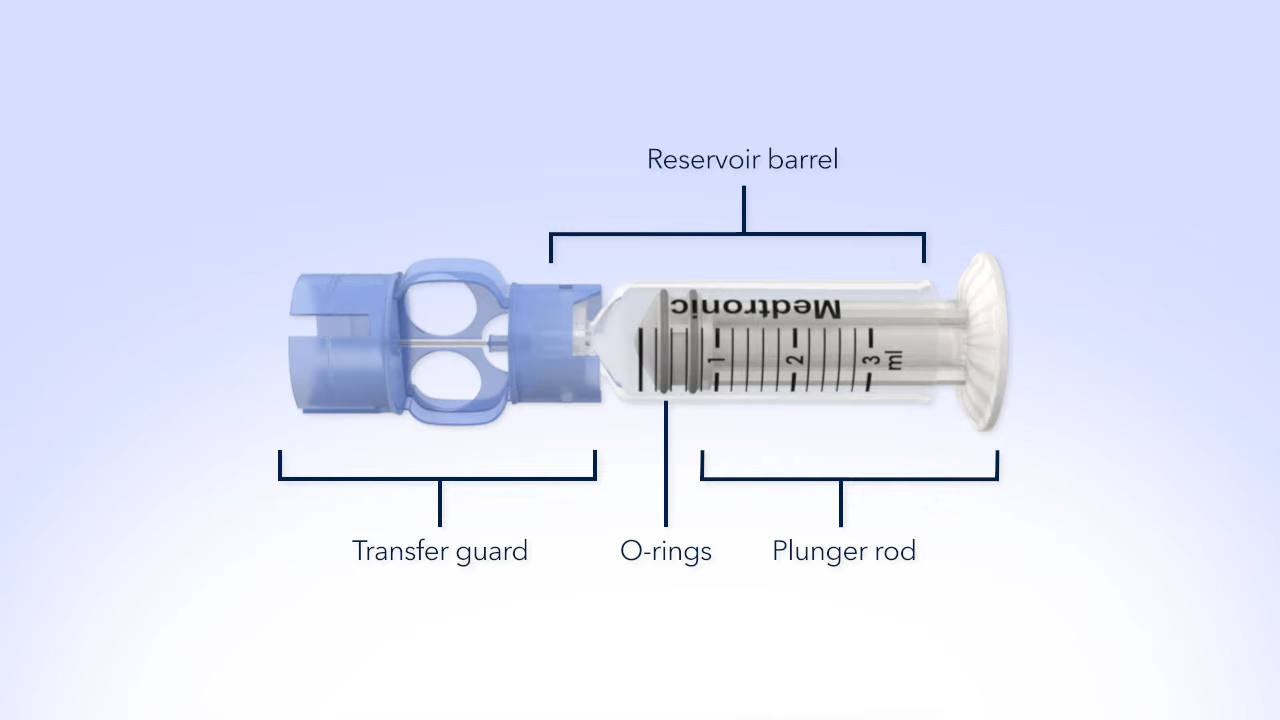 Reservoir barrel
Medtronic
1 2 3 ml
Transfer guard
O-rings
Plunger rod